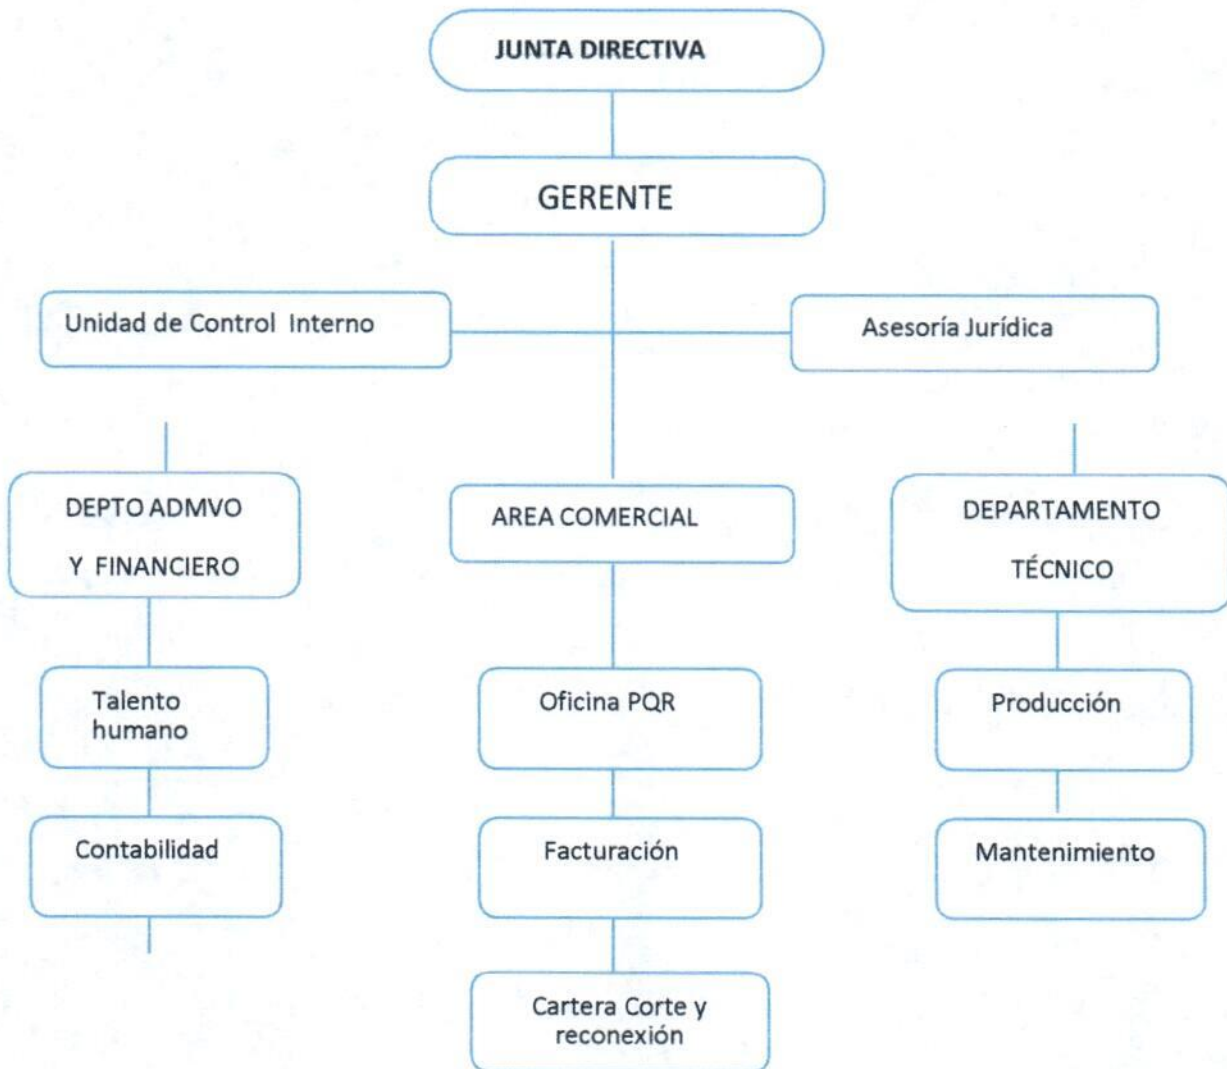 JUNTA DIRECTIVA
GERENTE
Unidad de Control Interno
Asesoría Jurídica
DEPTO ADMVO
Y FINANCIERO
AREA COMERCIAL
DEPARTAMENTO
TÉCNICO
Talento
humano
Oficina PQR
Producción
Contabilidad
Facturación
Mantenimiento
Cartera Corte y
reconexión